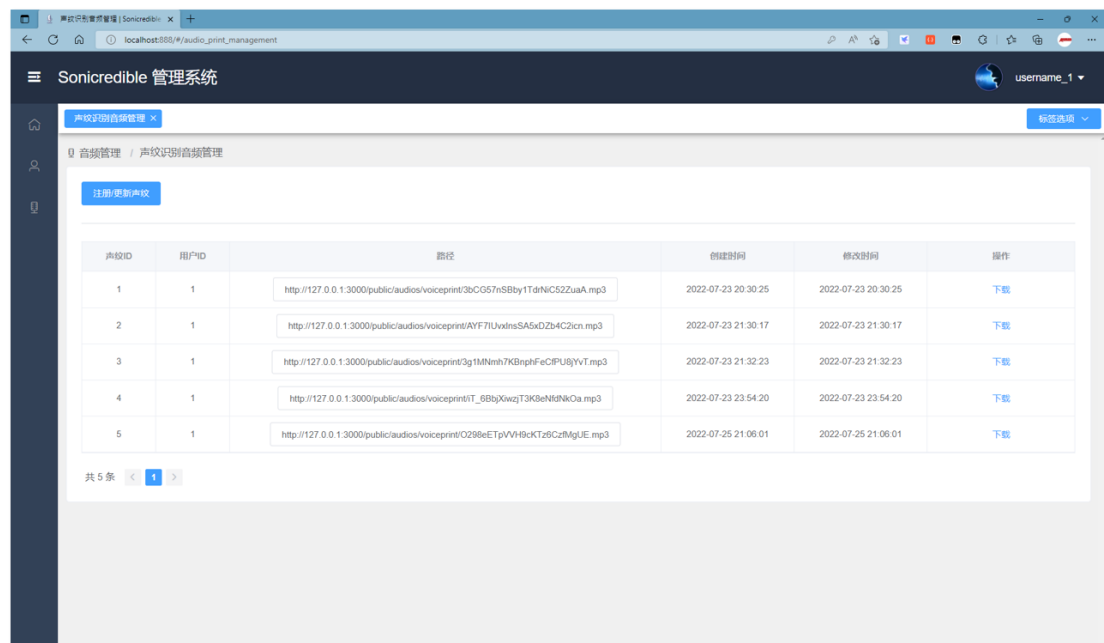 声纹识别音频管理 | Sonicredible
localhost:888/#/audio_print_management
Sonicredible 管理系统
username_1
声纹识别音频管理
标签选项
音频管理 / 声纹识别音频管理
注册/更新声纹
声纹ID 用户ID 路径 创建时间 修改时间 操作
1 1 http://127.0.0.1:3000/public/audios/voiceprint/3bCG57nSBby1TdrNiC52ZuaA.mp3 2022-07-23 20:30:25 2022-07-23 20:30:25 下载
2 1 http://127.0.0.1:3000/public/audios/voiceprint/AYF7IUvxlnsSA5xDZb4C2icn.mp3 2022-07-23 21:30:17 2022-07-23 21:30:17 下载
3 1 http://127.0.0.1:3000/public/audios/voiceprint/3g1MNmh7KBnphFeCfPU8jYvT.mp3 2022-07-23 21:32:23 2022-07-23 21:32:23 下载
4 1 http://127.0.0.1:3000/public/audios/voiceprint/iT_6BbjXiwzjT3K8eNfdNkOa.mp3 2022-07-23 23:54:20 2022-07-23 23:54:20 下载
5 1 http://127.0.0.1:3000/public/audios/voiceprint/O298eETpVVH9cKTz6CzfMgUE.mp3 2022-07-25 21:06:01 2022-07-25 21:06:01 下载
共 5 条 1